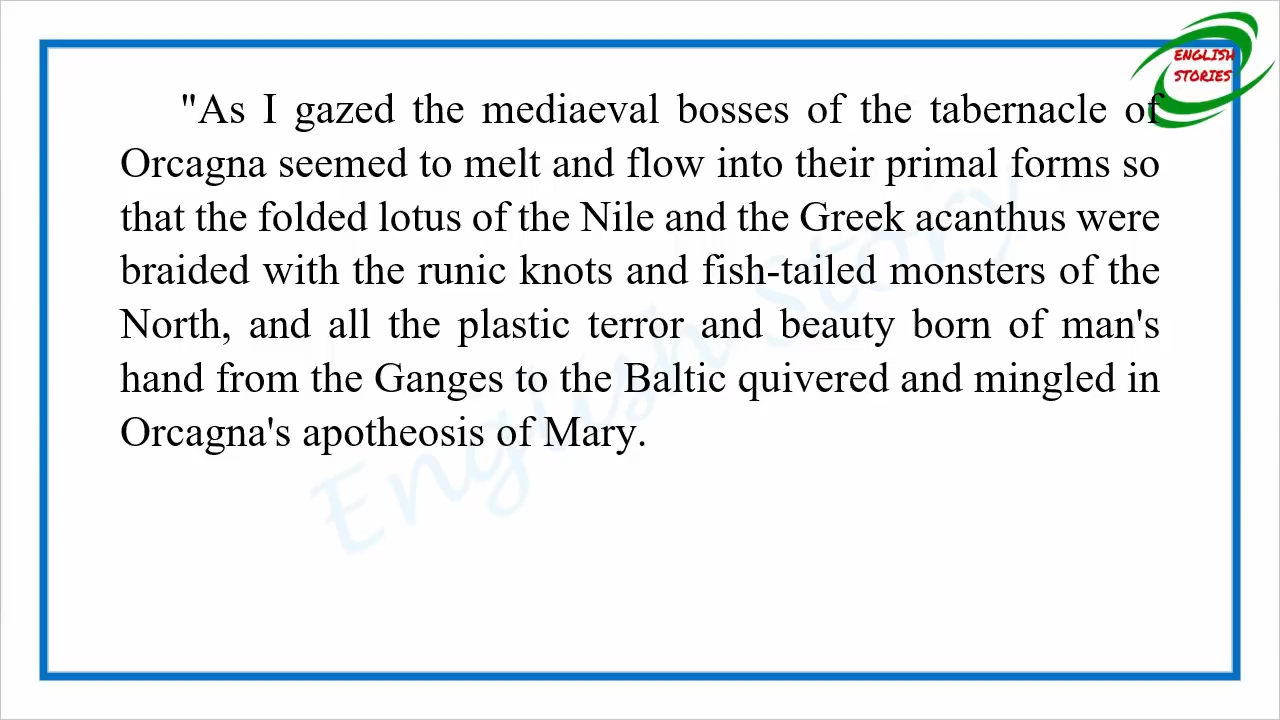 ENGLISH
STORIES
"As I gazed the mediaeval bosses of the tabernacle of
Orcagna seemed to melt and flow into their primal forms so
that the folded lotus of the Nile and the Greek acanthus were
braided with the runic knots and fish-tailed monsters of the
North, and all the plastic terror and beauty born of man's
hand from the Ganges to the Baltic quivered and mingled in
Orcagna's apotheosis of Mary.
English Story